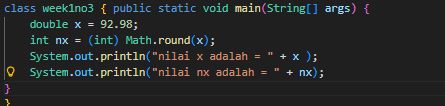 class week1no3 { public static void main(String[] args) {
    double x = 92.98;
    int nx = (int) Math.round(x);
    System.out.println("nilai x adalah = " + x );
    System.out.println("nilai nx adalah = " + nx);
}
}